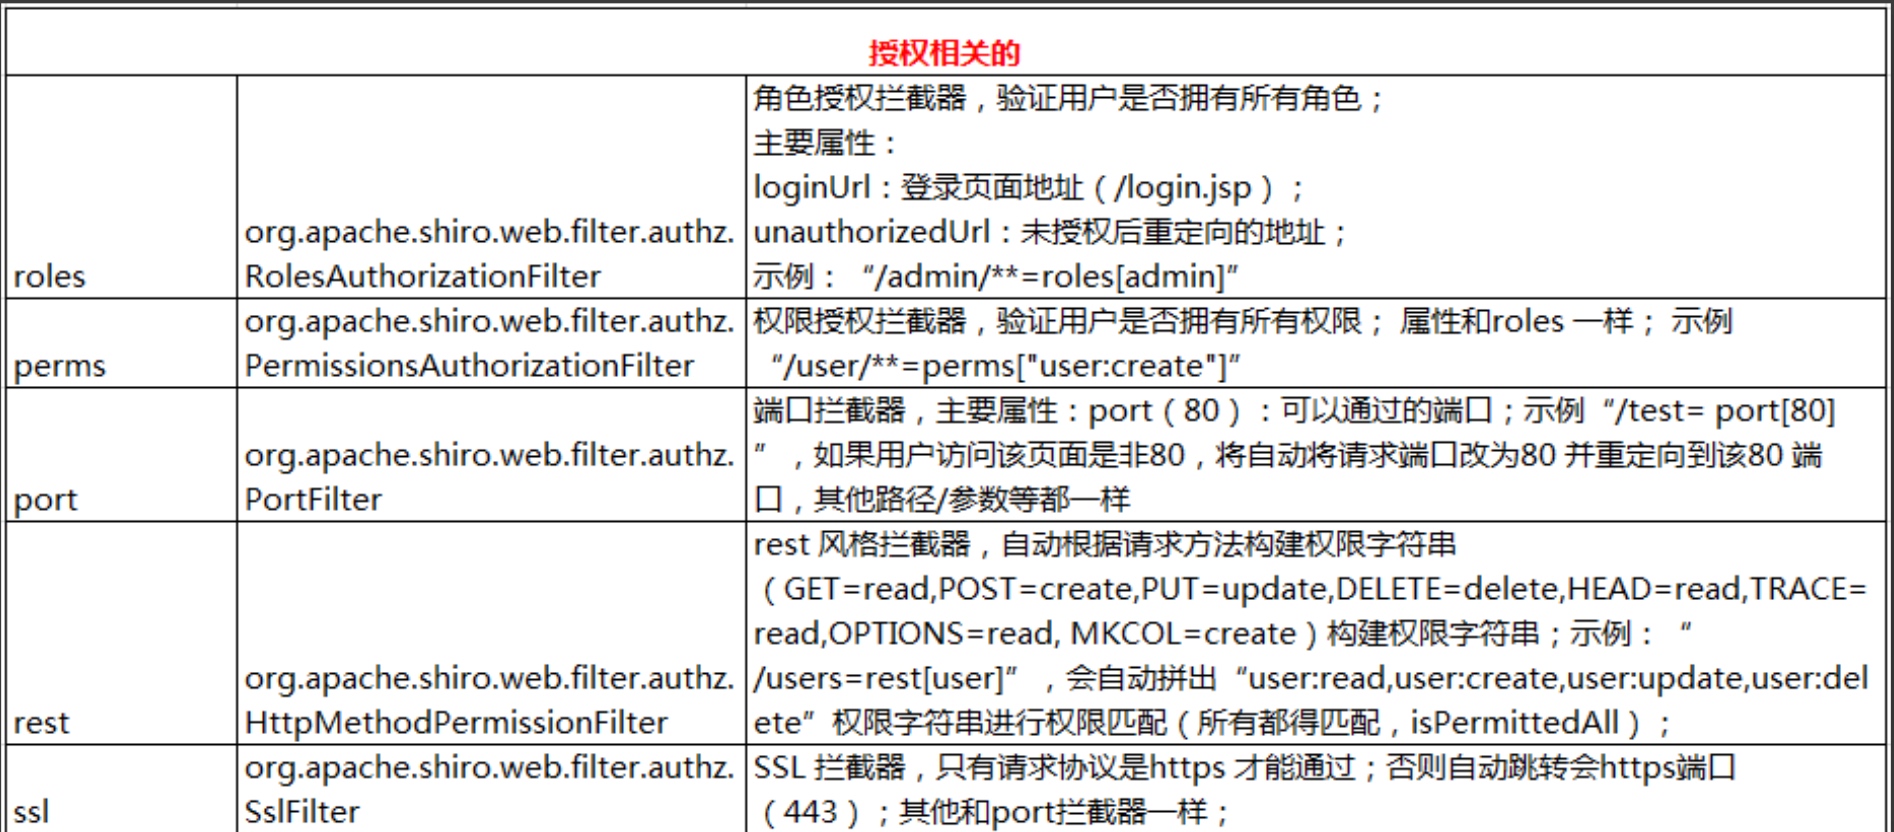 授权相关的
roles
org.apache.shiro.web.filter.authz.
RolesAuthorizationFilter
角色授权拦截器，验证用户是否拥有所有角色；
主要属性：
loginUrl：登录页面地址（/login.jsp）；
unauthorizedUrl：未授权后重定向的地址；
示例：“/admin/**=roles[admin]”
perms
org.apache.shiro.web.filter.authz.
PermissionsAuthorizationFilter
权限授权拦截器，验证用户是否拥有所有权限； 属性和roles 一样； 示例
“/user/**=perms["user:create"]”
port
org.apache.shiro.web.filter.authz.
PortFilter
端口拦截器，主要属性：port（80）：可以通过的端口；示例“/test= port[80]
”，如果用户访问该页面是非80，将自动将请求端口改为80 并重定向到该80 端
口，其他路径/参数等都一样
rest
org.apache.shiro.web.filter.authz.
HttpMethodPermissionFilter
rest 风格拦截器，自动根据请求方法构建权限字符串
（GET=read,POST=create,PUT=update,DELETE=delete,HEAD=read,TRACE=
read,OPTIONS=read, MKCOL=create）构建权限字符串；示例：“
/users=rest[user]”，会自动拼出“user:read,user:create,user:update,user:del
ete”权限字符串进行权限匹配（所有都得匹配，isPermittedAll）；
ssl
org.apache.shiro.web.filter.authz.
SslFilter
SSL 拦截器，只有请求协议是https 才能通过；否则自动跳转会https端口
（443）；其他和port拦截器一样；